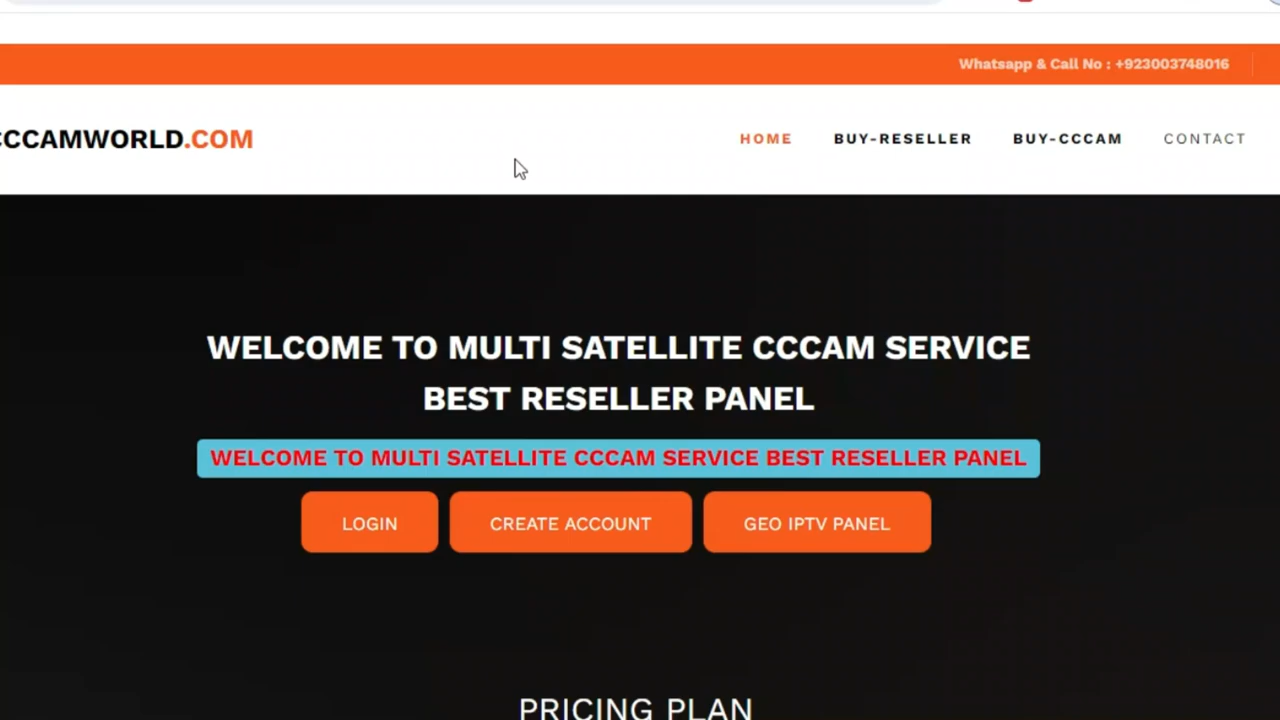 Whatsapp & Call No : +923003748016
CCCAMWORLD.COM
HOME BUY-RESELLER BUY-CCCAM CONTACT
WELCOME TO MULTI SATELLITE CCCAM SERVICE
BEST RESELLER PANEL
WELCOME TO MULTI SATELLITE CCCAM SERVICE BEST RESELLER PANEL
LOGIN CREATE ACCOUNT GEO IPTV PANEL
PRICING PLAN